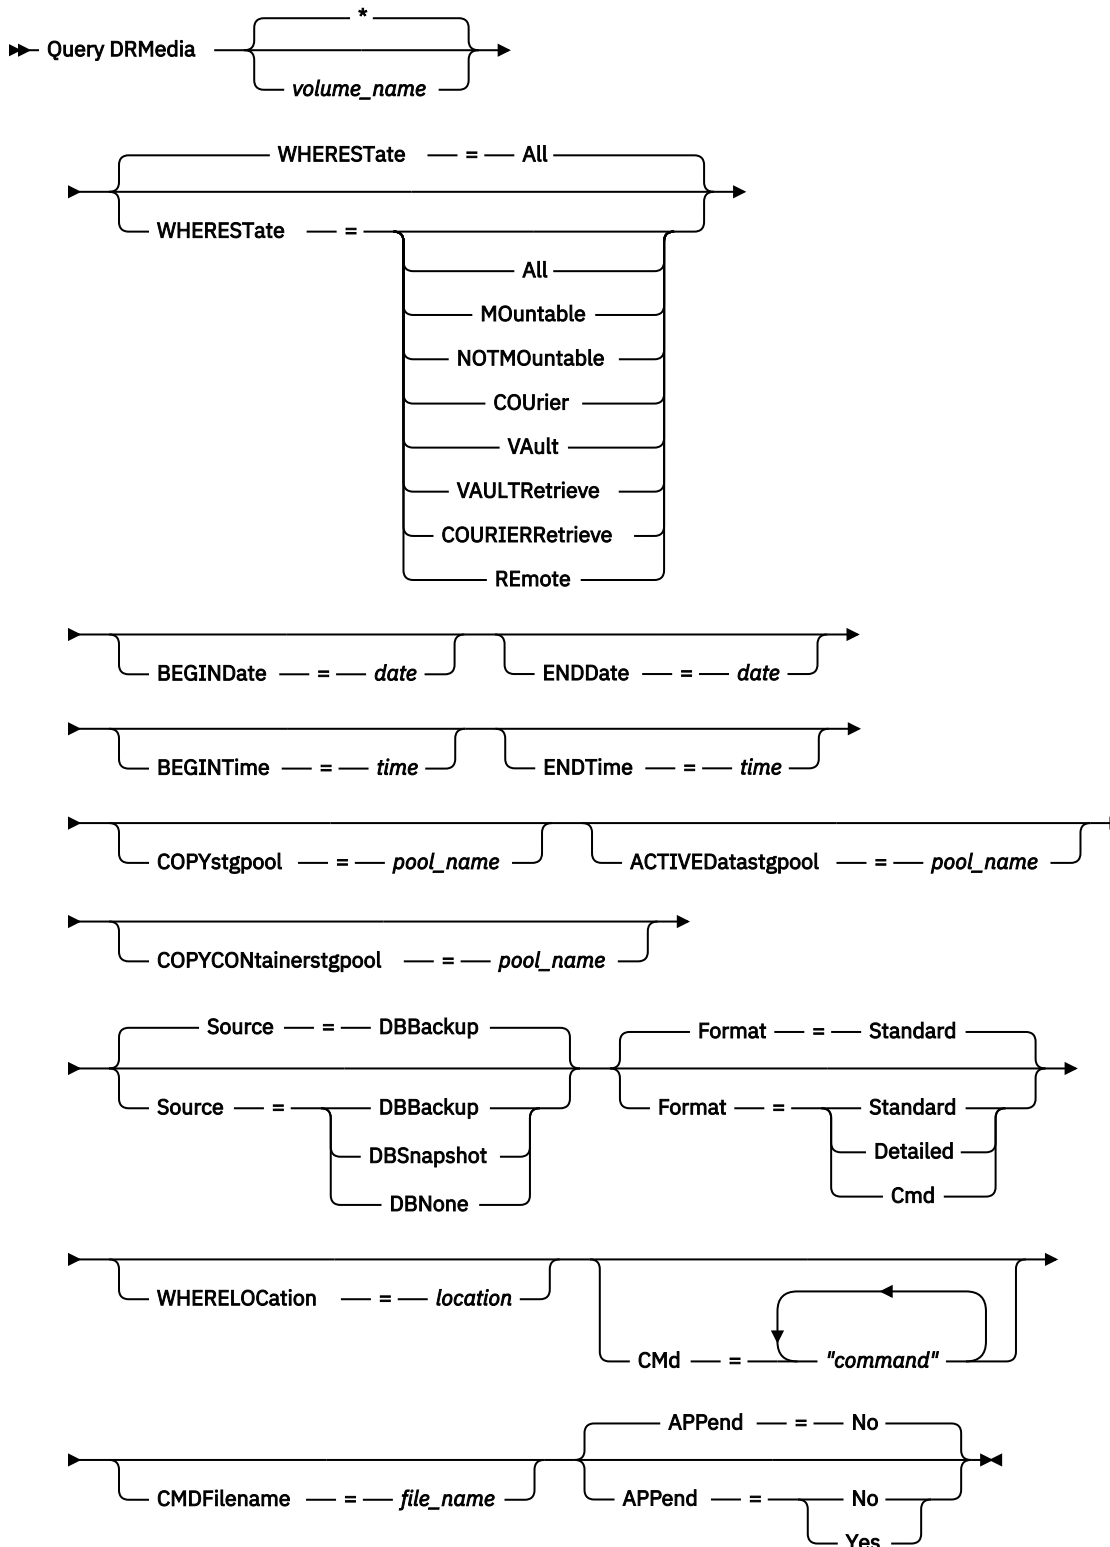 *
Query DRMedia
volume_name
WHERESTate = All
WHERESTate =
All
MOuntable
NOTMOuntable
COUrier
VAult
VAULTRetrieve
COURIERRetrieve
REmote
BEGINDate = date ENDDate = date
BEGINTime = time ENDTime = time
COPYstgpool = pool_name ACTIVEDatastgpool = pool_name
COPYCONtainerstgpool = pool_name
Source = DBBackup Format = Standard
Source = DBBackup Format = Standard
DBSnapshot Detailed
DBNone Cmd
WHERELOCation = location
CMd = "command"
APPend = No
CMDFilename = file_name APPend = No
Yes